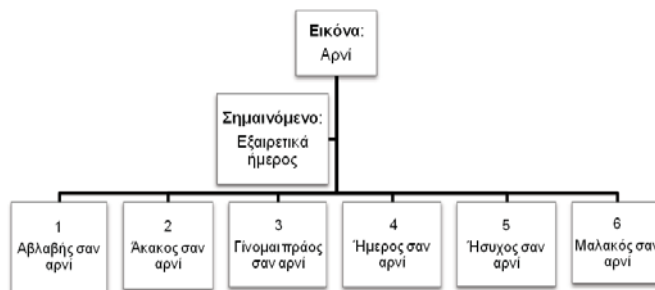 Εικόνα:
Αρνί
Σημαινόμενο:
Εξαιρετικά
ήμερος
1
Αβλαβής σαν
αρνί
2
Άκακος σαν
αρνί
3
Γίνομαι πράος
σαν αρνί
4
Ήμερος σαν
αρνί
5
Ήσυχος σαν
αρνί
6
Μαλακός σαν
αρνί